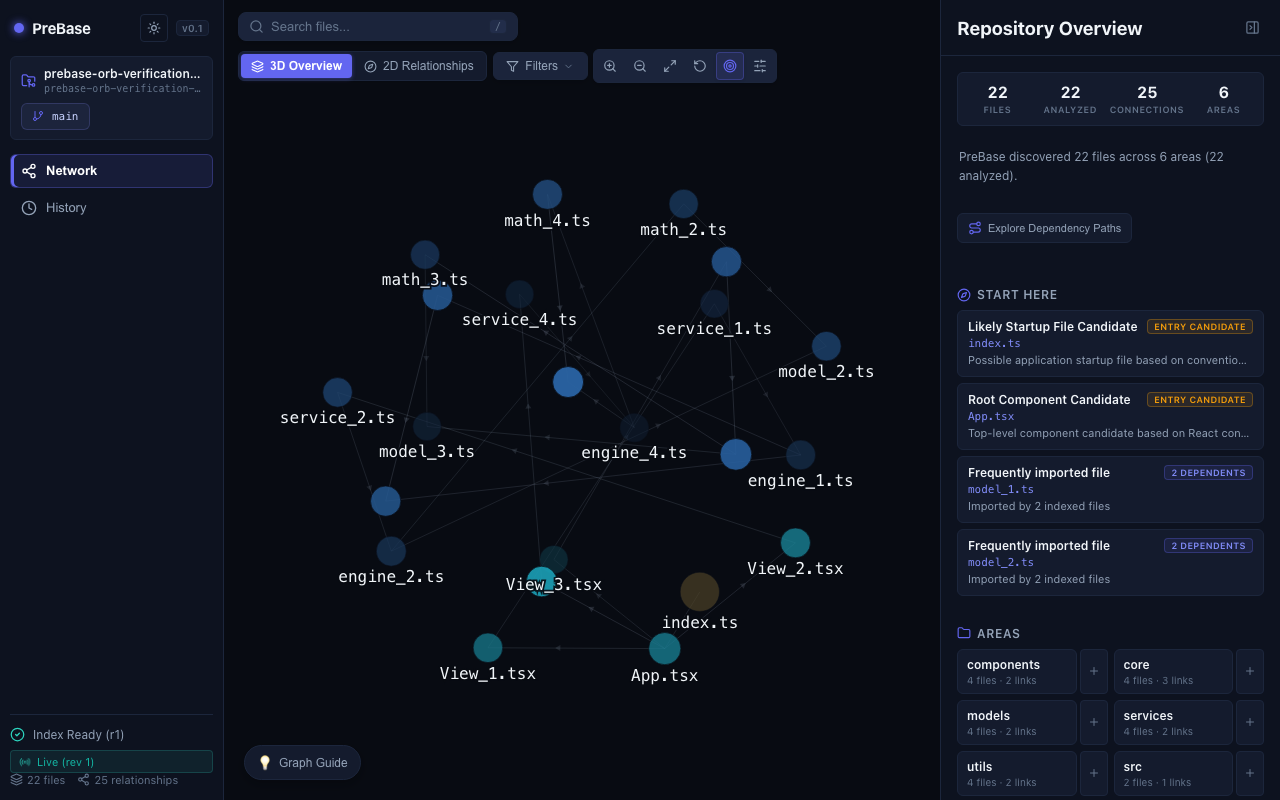 PreBase
v0.1
prebase-orb-verification...
prebase-orb-verification-…
main
Network
History
Index Ready (r1)
Live (rev 1)
22 files
25 relationships
Search files...
/
3D Overview
2D Relationships
Filters
math_4.ts
math_2.ts
math_3.ts
service_4.ts
service_1.ts
model_2.ts
service_2.ts
model_3.ts
engine_4.ts
engine_1.ts
engine_2.ts
View_3.tsx
View_2.tsx
index.ts
View_1.tsx
App.tsx
Graph Guide
Repository Overview
22
FILES
22
ANALYZED
25
CONNECTIONS
6
AREAS
PreBase discovered 22 files across 6 areas (22
analyzed).
Explore Dependency Paths
START HERE
Likely Startup File Candidate
ENTRY CANDIDATE
index.ts
Possible application startup file based on conventio...
Root Component Candidate
ENTRY CANDIDATE
App.tsx
Top-level component candidate based on React con...
Frequently imported file
2 DEPENDENTS
model_1.ts
Imported by 2 indexed files
Frequently imported file
2 DEPENDENTS
model_2.ts
Imported by 2 indexed files
AREAS
components
4 files · 2 links
+
core
4 files · 3 links
+
models
4 files · 2 links
+
services
4 files · 2 links
+
utils
4 files · 2 links
+
src
2 files · 1 links
+